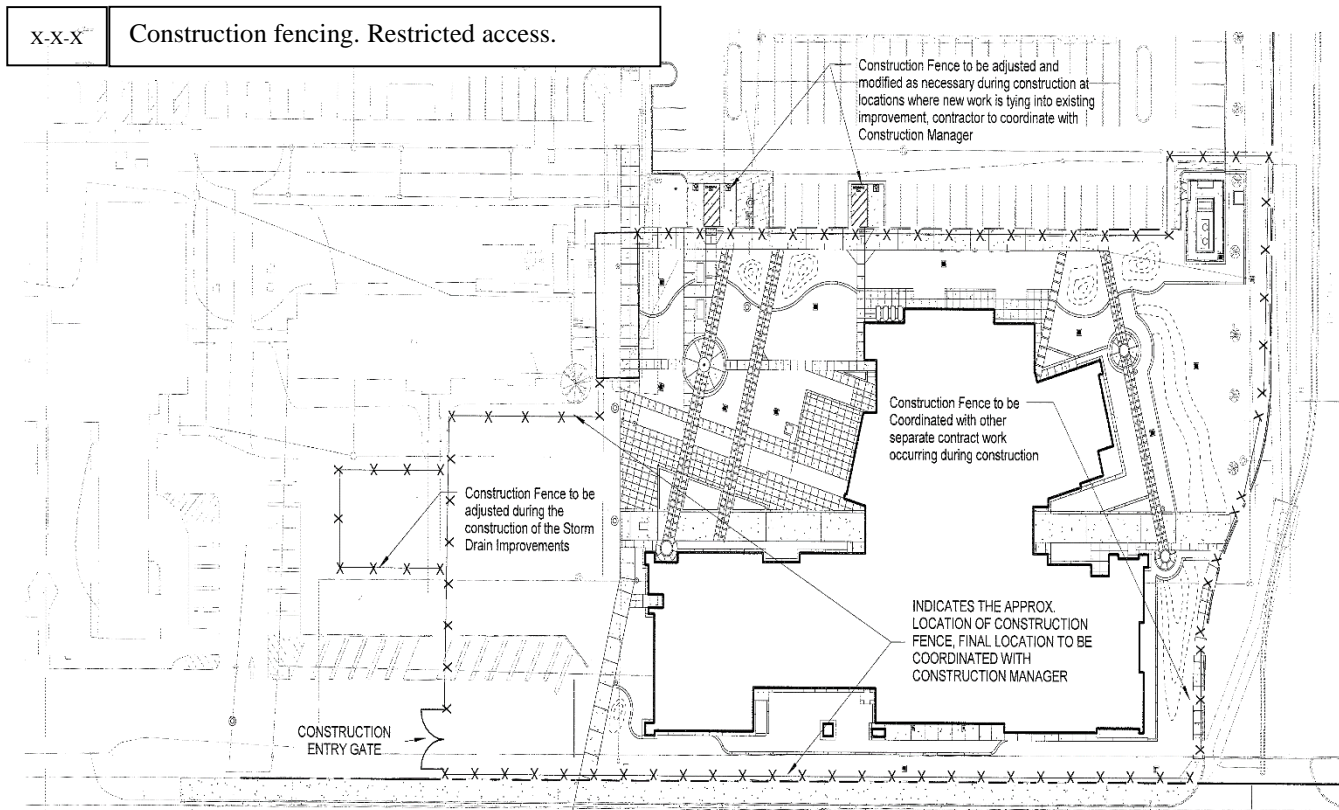 X-X-X
Construction fencing. Restricted access.
Construction Fence to be adjusted and
modified as necessary during construction at
locations where new work is tying into existing
improvement, contractor to coordinate with
Construction Manager
Construction Fence to be
Coordinated with other
separate contract work
occurring during construction
Construction Fence to be
adjusted during the
construction of the Storm
Drain Improvements
INDICATES THE APPROX.
LOCATION OF CONSTRUCTION
FENCE, FINAL LOCATION TO BE
COORDINATED WITH
CONSTRUCTION MANAGER
CONSTRUCTION
ENTRY GATE